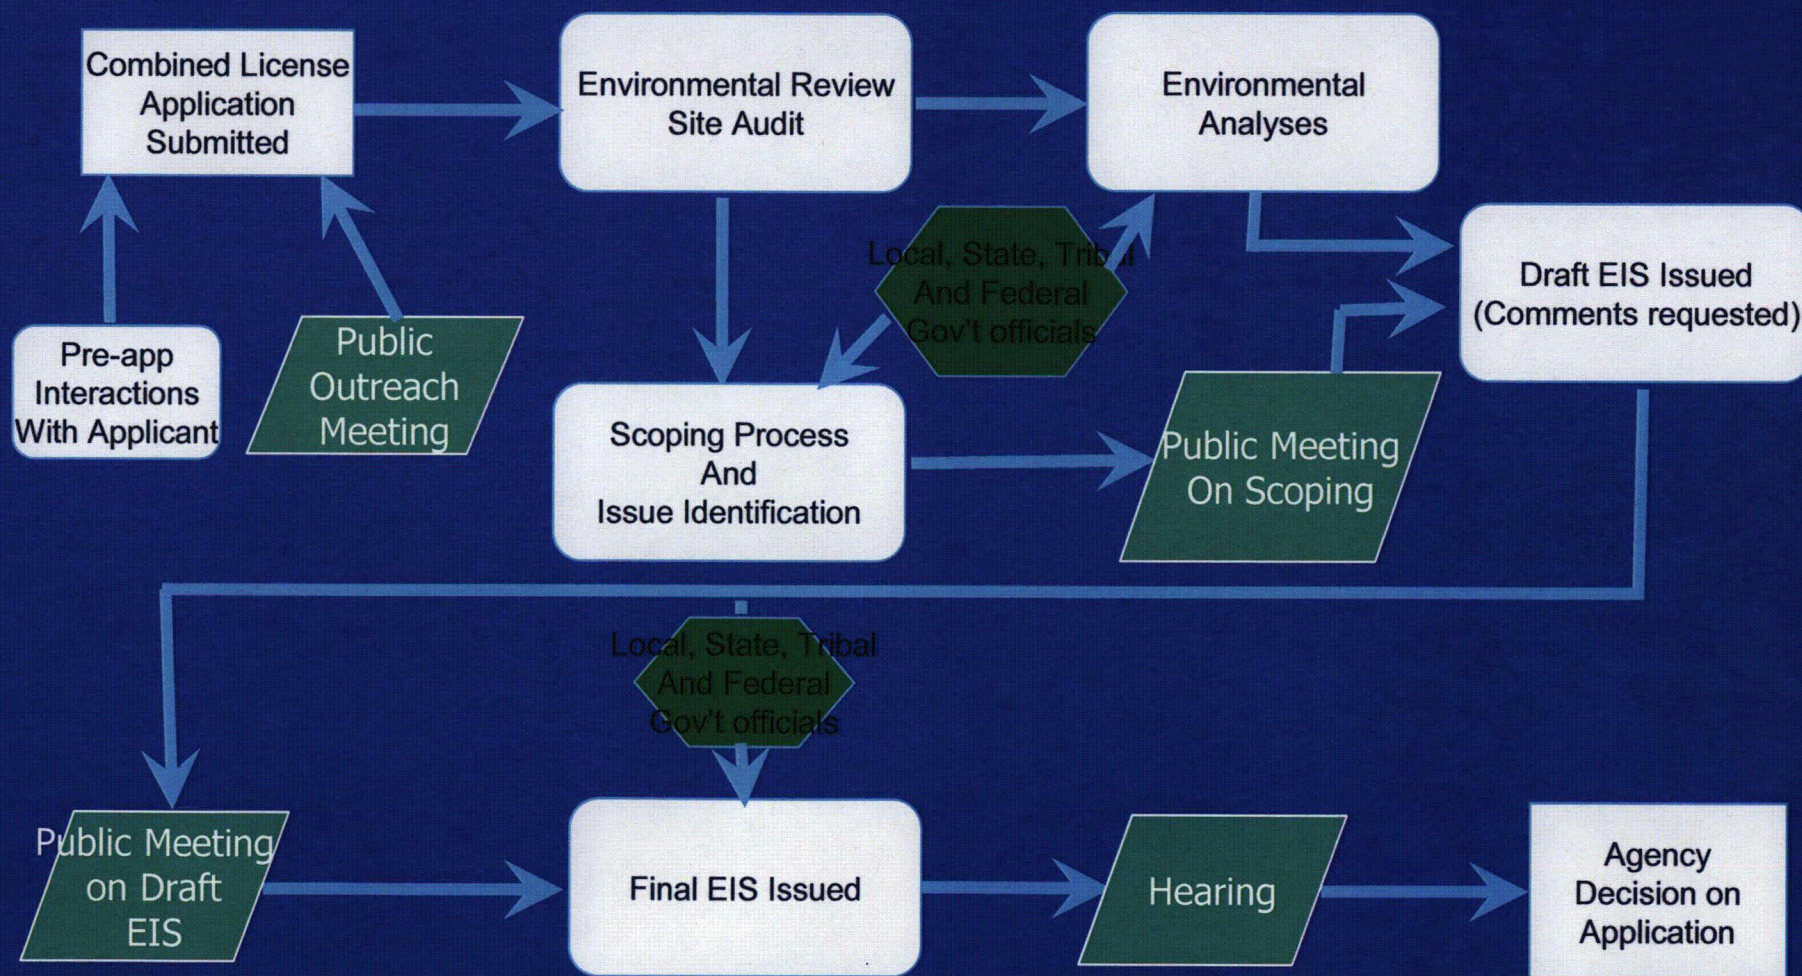 Combined License
Application
Submitted
Environmental Review
Site Audit
Environmental
Analyses
Local, State, Tribal
And Federal
Gov't officials
Draft EIS Issued
(Comments requested)
Pre-app
Interactions
With Applicant
Public
Outreach
Meeting
Scoping Process
And
Issue Identification
Public Meeting
On Scoping
Local, State, Tribal
And Federal
Gov't officials
Public Meeting
on Draft
EIS
Final EIS Issued
Hearing
Agency
Decision on
Application